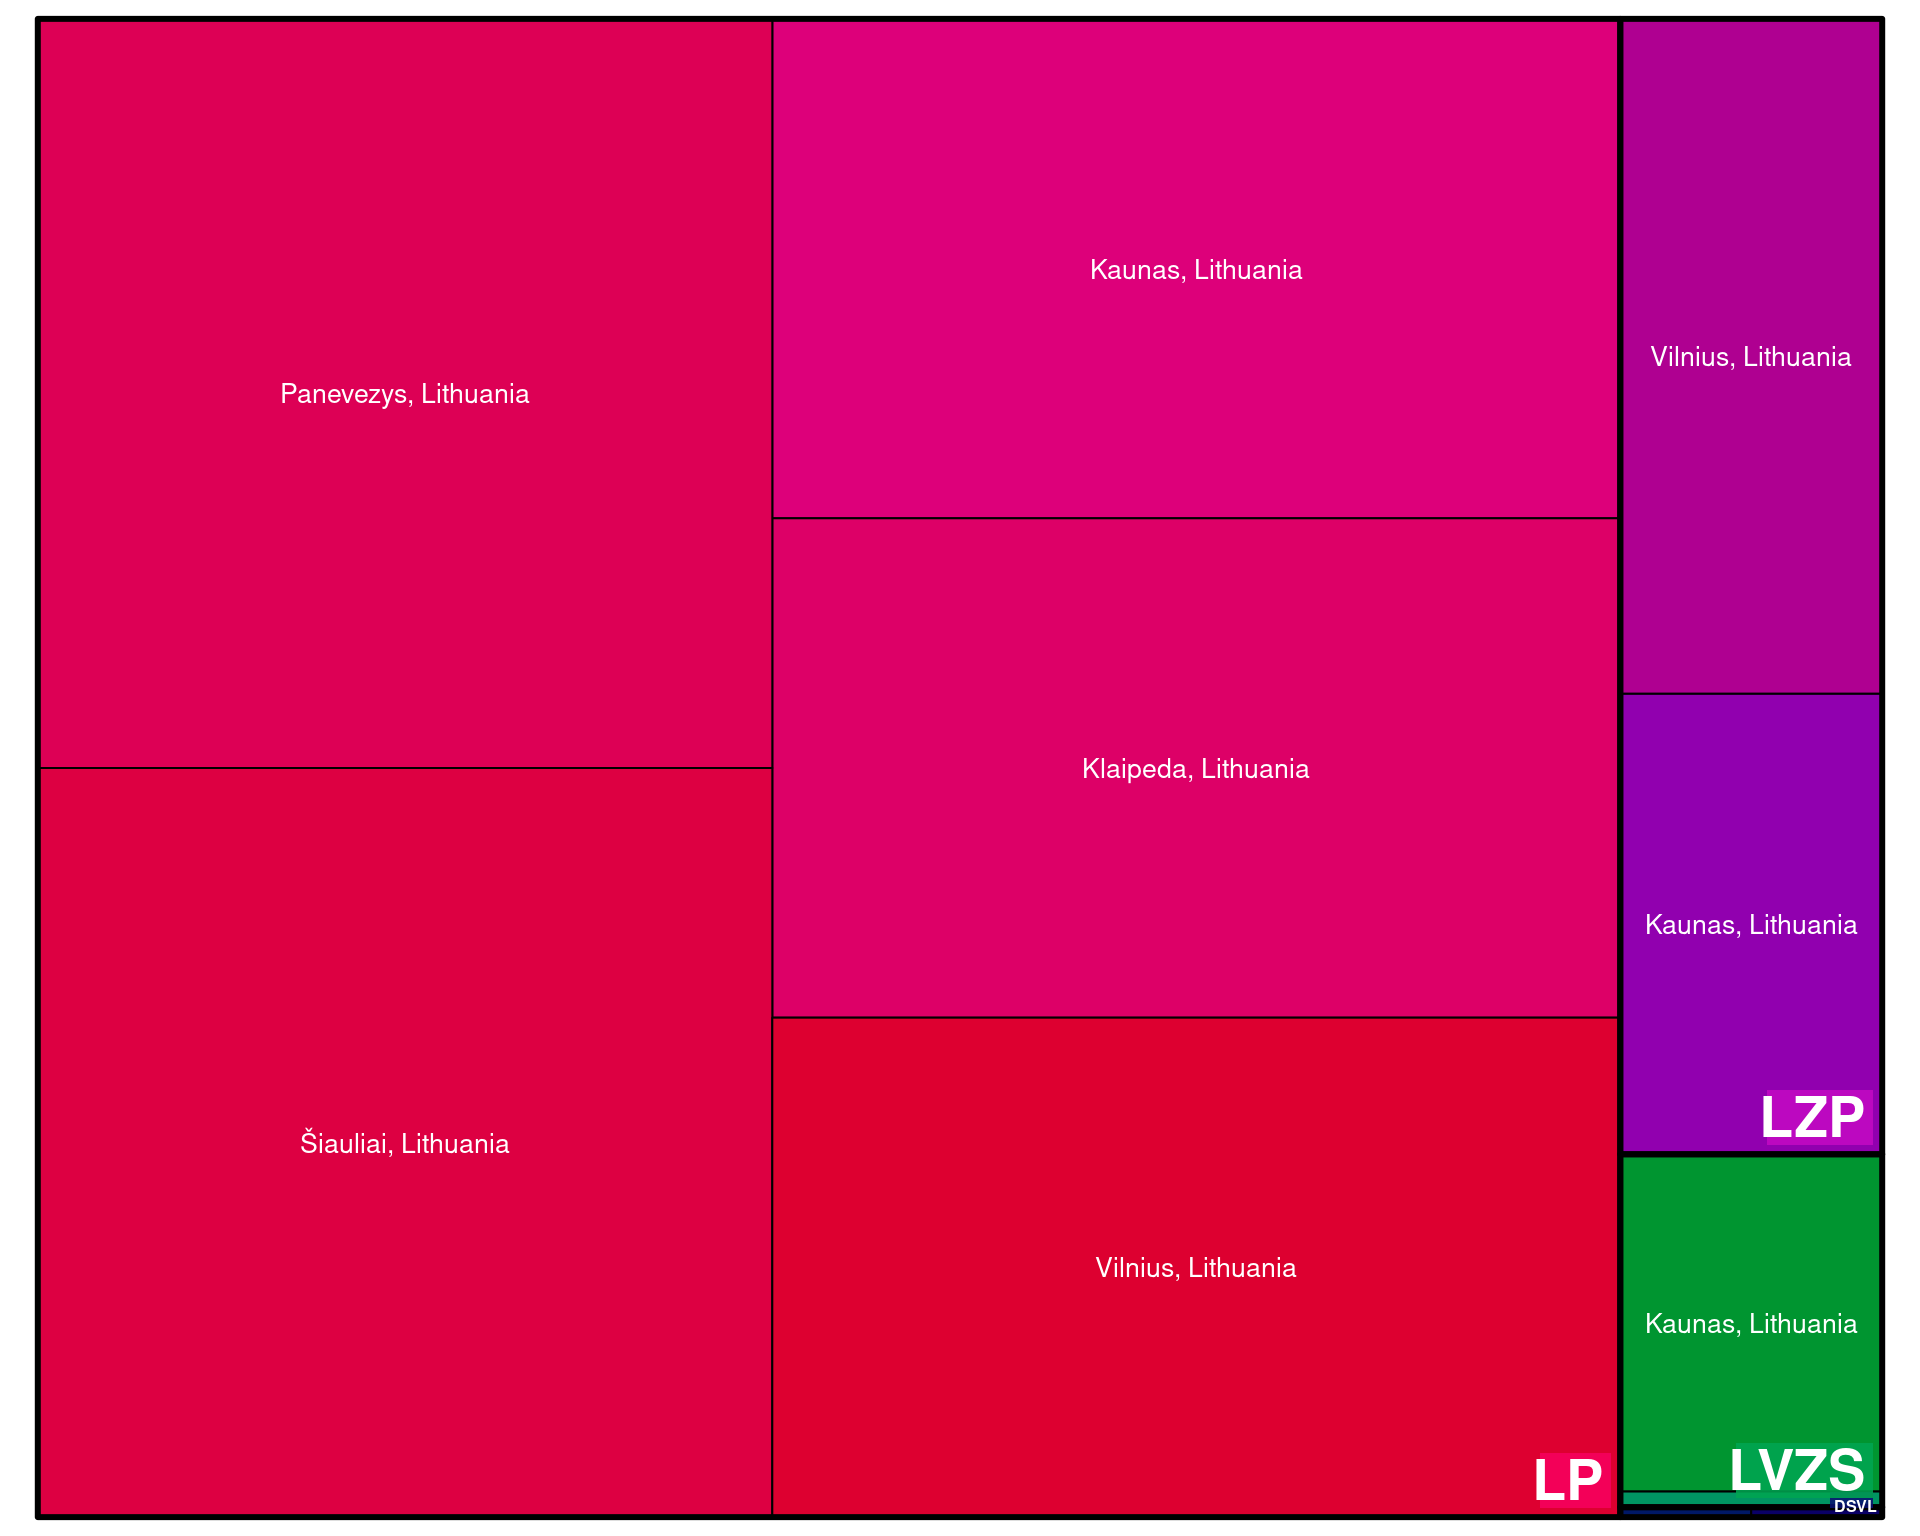 Panevezys, Lithuania
Šiauliai, Lithuania
Kaunas, Lithuania
Klaipeda, Lithuania
Vilnius, Lithuania
LP
Vilnius, Lithuania
Kaunas, Lithuania
LZP
Kaunas, Lithuania
LVZS
DSVL